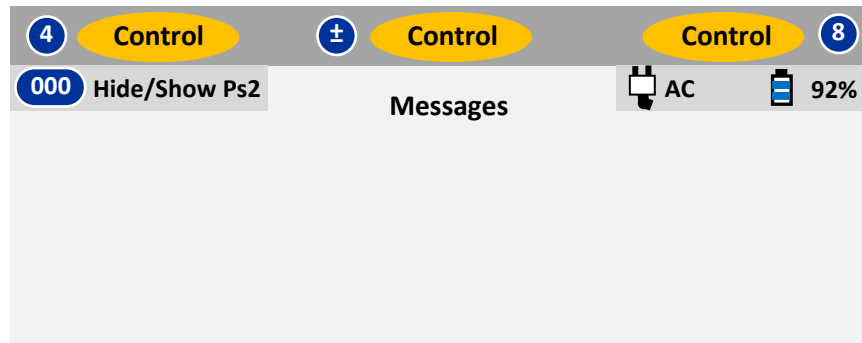 4 Control ± Control Control 8
000 Hide/Show Ps2 AC 92%
Messages